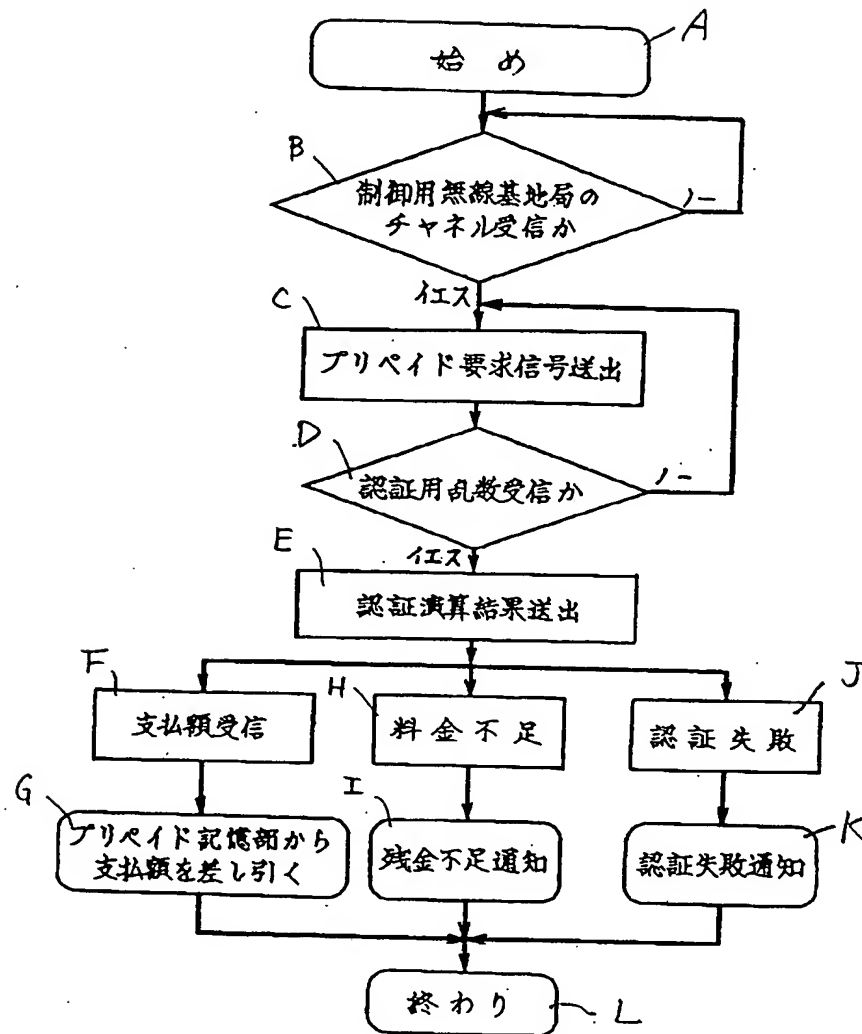 A
始め
B
制御用無線基地局の
チャネル受信か
ノー
イエス
C
プリペイド要求信号送出
D
認証用乱数受信か
ノー
イエス
E
認証演算結果送出
F
支払額受信
H
料金不足
J
認証失敗
G
プリペイド記憶部から
支払額を差し引く
I
残金不足通知
K
認証失敗通知
終わり
L